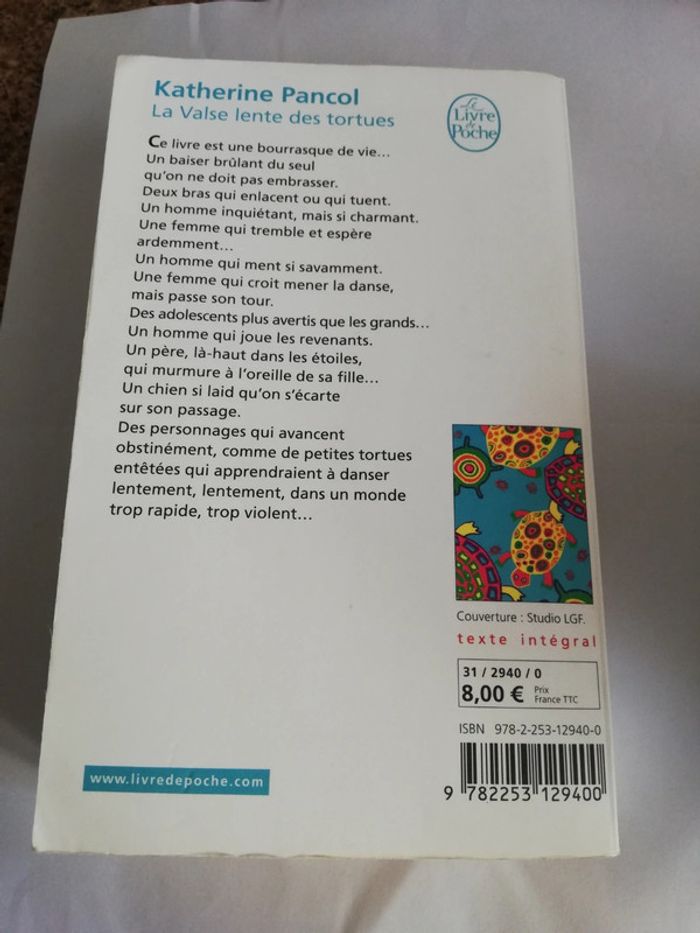 Katherine Pancol
La Valse lente des tortues
Le
Livre
de
Poche
Ce livre est une bourrasque de vie...
Un baiser brûlant du seul
qu'on ne doit pas embrasser.
Deux bras qui enlacent ou qui tuent.
Un homme inquiétant, mais si charmant.
Une femme qui tremble et espère
ardemment...
Un homme qui ment si savamment.
Une femme qui croit mener la danse,
mais passe son tour.
Des adolescents plus avertis que les grands...
Un homme qui joue les revenants.
Un père, là-haut dans les étoiles,
qui murmure à l'oreille de sa fille...
Un chien si laid qu'on s'écarte
sur son passage.
Des personnages qui avancent
obstinément, comme de petites tortues
entêtées qui apprendraient à danser
lentement, lentement, dans un monde
trop rapide, trop violent...
Couverture : Studio LGF.
texte intégral
31 / 2940 / 0
8,00 € Prix
France TTC
ISBN 978-2-253-12940-0
9 782253 129400
www.livredepoche.com